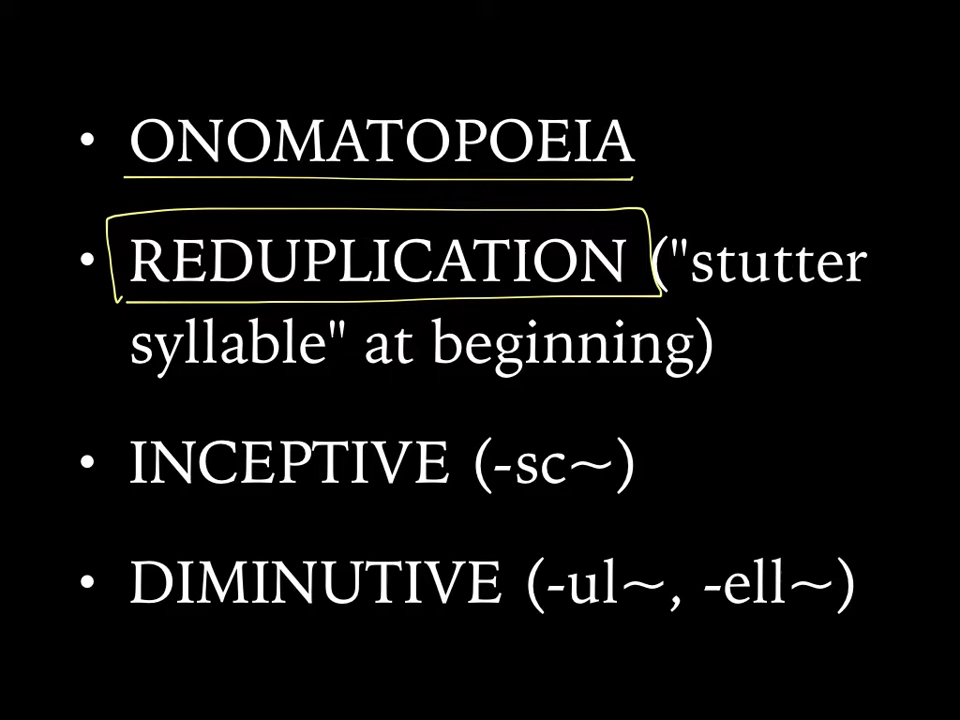 • ONOMATOPOEIA
• REDUPLICATION ("stutter
syllable" at beginning)
• INCEPTIVE (-sc~)
• DIMINUTIVE (-ul~, -ell~)